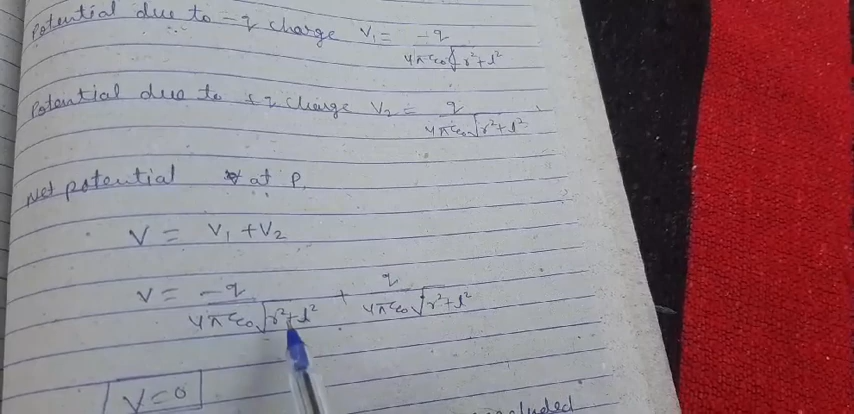 Potential due to -q charge V₁ = -q / 4πε₀√r²+l²
Potential due to +q charge V₂ = q / 4πε₀√r²+l²
Net potential at P.
V = V₁ + V₂
V = -q / 4πε₀√r²+l² + q / 4πε₀√r²+l²
V = 0